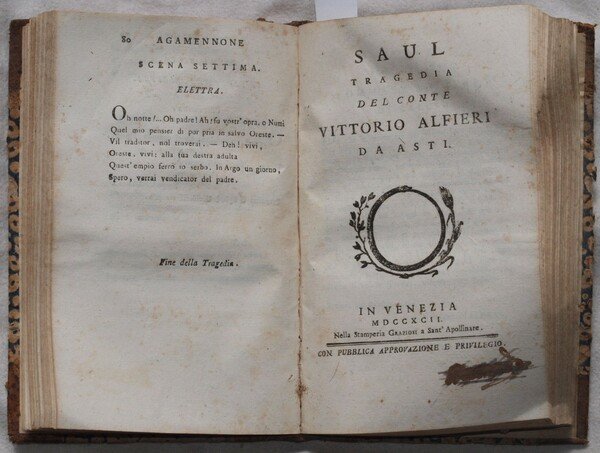 80 AGAMENNONE
SCENA SETTIMA.
ELETTRA.
Oh notte!... Oh padre! Ah! fu vostr' opra, o Numi
Quel mio pensier di por pria in salvo Oreste. —
Vil traditor, nol troverai. — Deh! vivi,
Oreste, vivi: alla tua destra adulta
Quest' empio ferro io serbo. In Argo un giorno,
Spero, verrai vendicator del padre.
Fine della Tragedia.
SAUL
TRAGEDIA
DEL CONTE
VITTORIO ALFIERI
DA ASTI.
IN VENEZIA
MDCCXCII.
Nella Stamperia GRAZIOSI a Sant' Apollinare.
CON PUBBLICA APPROVAZIONE E PRIVILEGIO.